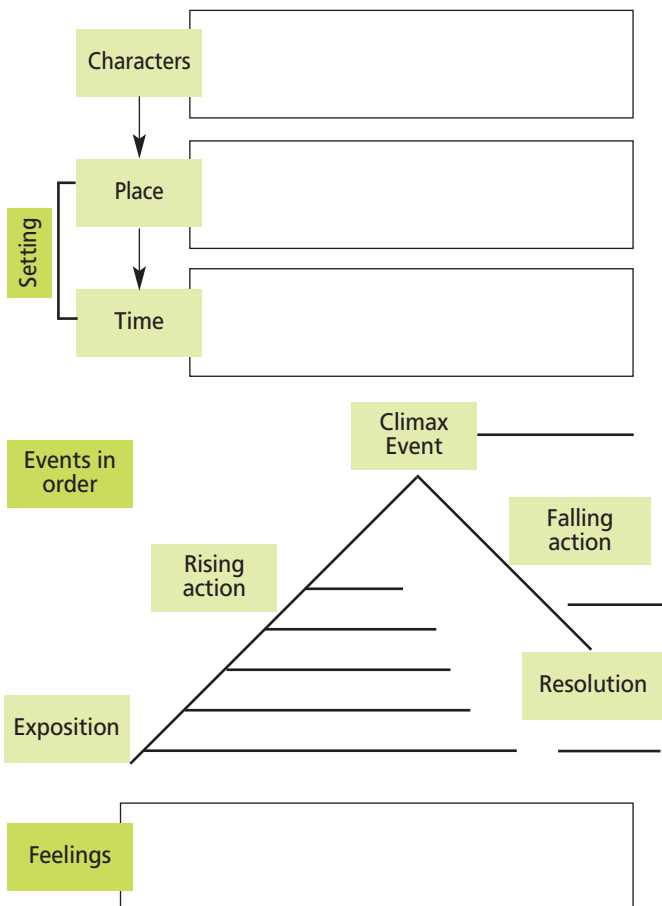 Characters
Place
Setting
Time
Climax
Event
Events in
order
Falling
action
Rising
action
Resolution
Exposition
Feelings